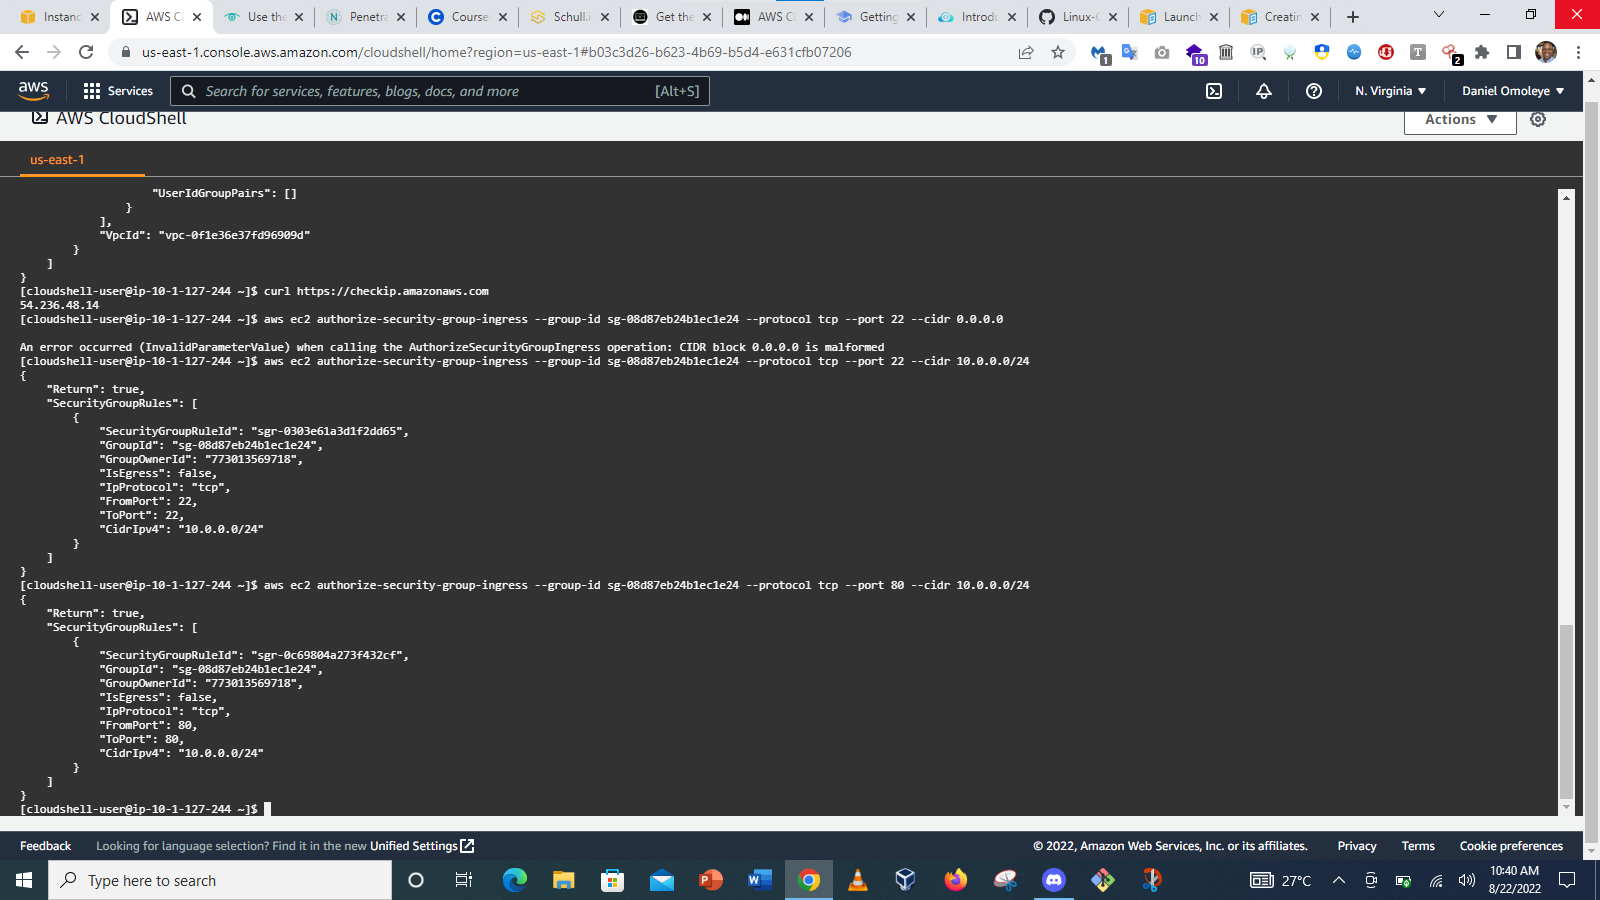 Instanc
AWS Cl
Use the
Penetra
Course
Schull.i
Get the
AWS Cl
Getting
Introdu
Linux-C
Launch
Creatin
us-east-1.console.aws.amazon.com/cloudshell/home?region=us-east-1#b03c3d26-b623-4b69-b5d4-e631cfb07206
1
10
IP
T
2
aws
Services
Search for services, features, blogs, docs, and more
[Alt+S]
N. Virginia
Daniel Omoleye
AWS CloudShell
Actions
us-east-1
"UserIdGroupPairs": []
}
],
"VpcId": "vpc-0f1e36e37fd96909d"
}
]
}
[cloudshell-user@ip-10-1-127-244 ~]$ curl https://checkip.amazonaws.com
54.236.48.14
[cloudshell-user@ip-10-1-127-244 ~]$ aws ec2 authorize-security-group-ingress --group-id sg-08d87eb24b1ec1e24 --protocol tcp --port 22 --cidr 0.0.0.0
An error occurred (InvalidParameterValue) when calling the AuthorizeSecurityGroupIngress operation: CIDR block 0.0.0.0 is malformed
[cloudshell-user@ip-10-1-127-244 ~]$ aws ec2 authorize-security-group-ingress --group-id sg-08d87eb24b1ec1e24 --protocol tcp --port 22 --cidr 10.0.0.0/24
{
"Return": true,
"SecurityGroupRules": [
{
"SecurityGroupRuleId": "sgr-0303e61a3d1f2dd65",
"GroupId": "sg-08d87eb24b1ec1e24",
"GroupOwnerId": "773013569718",
"IsEgress": false,
"IpProtocol": "tcp",
"FromPort": 22,
"ToPort": 22,
"CidrIpv4": "10.0.0.0/24"
}
]
}
[cloudshell-user@ip-10-1-127-244 ~]$ aws ec2 authorize-security-group-ingress --group-id sg-08d87eb24b1ec1e24 --protocol tcp --port 80 --cidr 10.0.0.0/24
{
"Return": true,
"SecurityGroupRules": [
{
"SecurityGroupRuleId": "sgr-0c69804a273f432cf",
"GroupId": "sg-08d87eb24b1ec1e24",
"GroupOwnerId": "773013569718",
"IsEgress": false,
"IpProtocol": "tcp",
"FromPort": 80,
"ToPort": 80,
"CidrIpv4": "10.0.0.0/24"
}
]
}
[cloudshell-user@ip-10-1-127-244 ~]$
Feedback
Looking for language selection? Find it in the new Unified Settings
© 2022, Amazon Web Services, Inc. or its affiliates.
Privacy
Terms
Cookie preferences
Type here to search
27°C
10:40 AM
8/22/2022